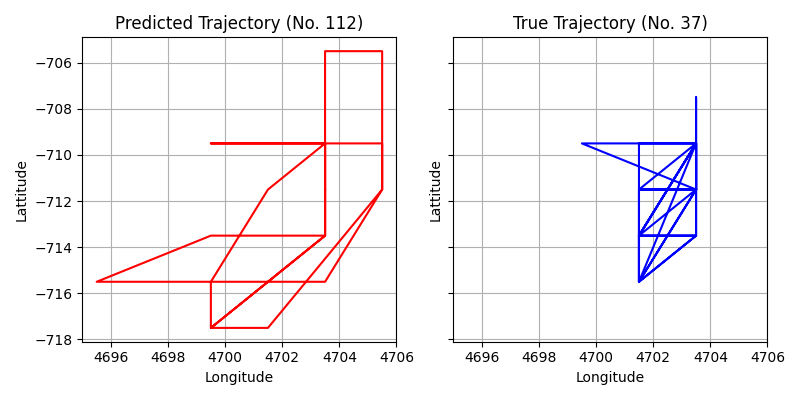 Predicted Trajectory (No. 112)
−706
−708
−710
−712
−714
−716
−718
Lattitude
4696 4698 4700 4702 4704 4706
Longitude
True Trajectory (No. 37)
Lattitude
4696 4698 4700 4702 4704 4706
Longitude